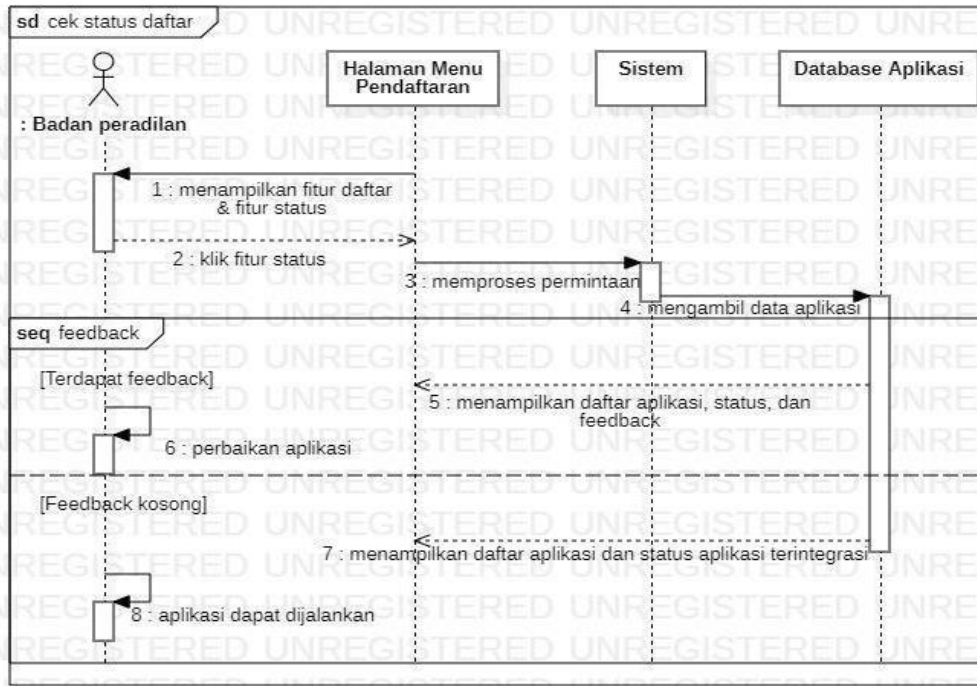 sd cek status daftar
: Badan peradilan
Halaman Menu
Pendaftaran
Sistem
Database Aplikasi
1 : menampilkan fitur daftar
& fitur status
2 : klik fitur status
3 : memproses permintaan
4 : mengambil data aplikasi
seq feedback
[Terdapat feedback]
5 : menampilkan daftar aplikasi, status, dan
feedback
6 : perbaikan aplikasi
[Feedback kosong]
7 : menampilkan daftar aplikasi dan status aplikasi terintegrasi
8 : aplikasi dapat dijalankan
UNREGISTERED